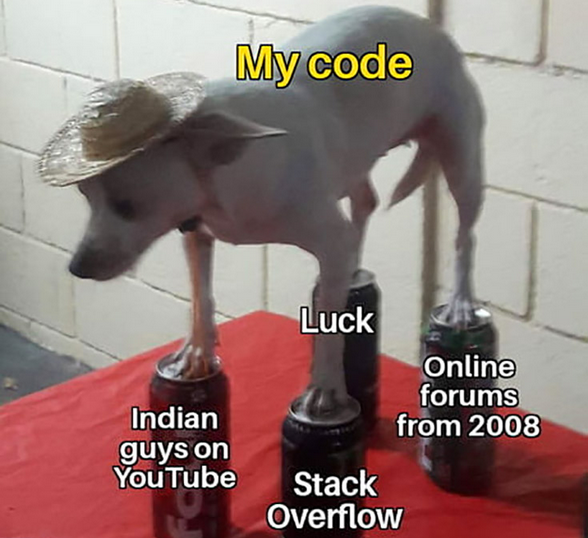 My code
Luck
Online
forums
from 2008
Indian
guys on
YouTube
Stack
Overflow